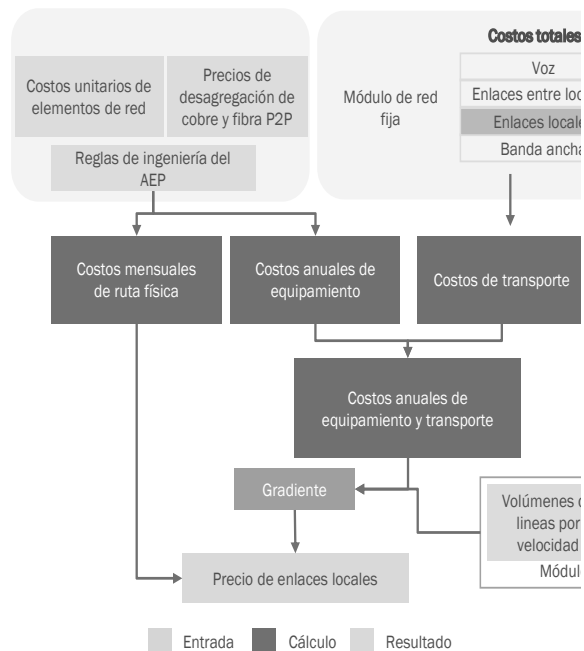 Costos totales
Costos unitarios de
elementos de red
Precios de
desagregación de
cobre y fibra P2P
Reglas de ingeniería del
AEP
Módulo de red
fija
Voz
Enlaces entre loc
Enlaces locale
Banda ancha
Costos mensuales
de ruta física
Costos anuales de
equipamiento
Costos de transporte
Costos anuales de
equipamiento y transporte
Gradiente
Volúmenes
lineas por
velocidad
Módul
Precio de enlaces locales
Entrada
Cálculo
Resultado